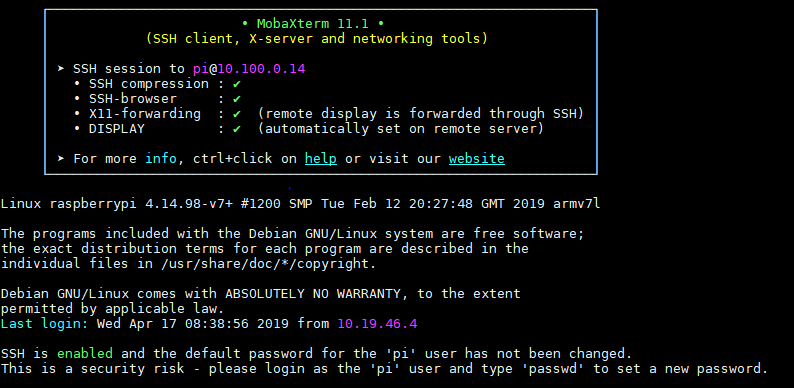 • MobaXterm 11.1 •
(SSH client, X-server and networking tools)
➤ SSH session to pi@10.100.0.14
• SSH compression : ✔
• SSH-browser     : ✔
• X11-forwarding  : ✔  (remote display is forwarded through SSH)
• DISPLAY         : ✔  (automatically set on remote server)
➤ For more info, ctrl+click on help or visit our website
Linux raspberrypi 4.14.98-v7+ #1200 SMP Tue Feb 12 20:27:48 GMT 2019 armv7l
The programs included with the Debian GNU/Linux system are free software;
the exact distribution terms for each program are described in the
individual files in /usr/share/doc/*/copyright.
Debian GNU/Linux comes with ABSOLUTELY NO WARRANTY, to the extent
permitted by applicable law.
Last login: Wed Apr 17 08:38:56 2019 from 10.19.46.4
SSH is enabled and the default password for the 'pi' user has not been changed.
This is a security risk - please login as the 'pi' user and type 'passwd' to set a new password.